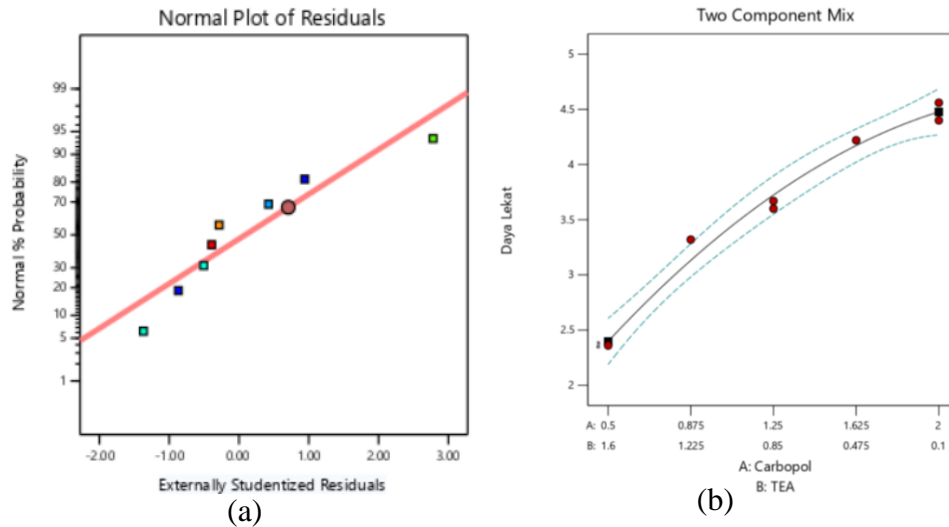 Normal Plot of Residuals
Normal % Probability
99
95
90
80
70
50
30
20
10
5
1
-2.00 -1.00 0.00 1.00 2.00 3.00
Externally Studentized Residuals
(a)
Two Component Mix
Daya Lekat
5
4.5
4
3.5
3
2.5
2
A: 0.5 0.875 1.25 1.625 2
B: 1.6 1.225 0.85 0.475 0.1
A: Carbopol
B: TEA
(b)